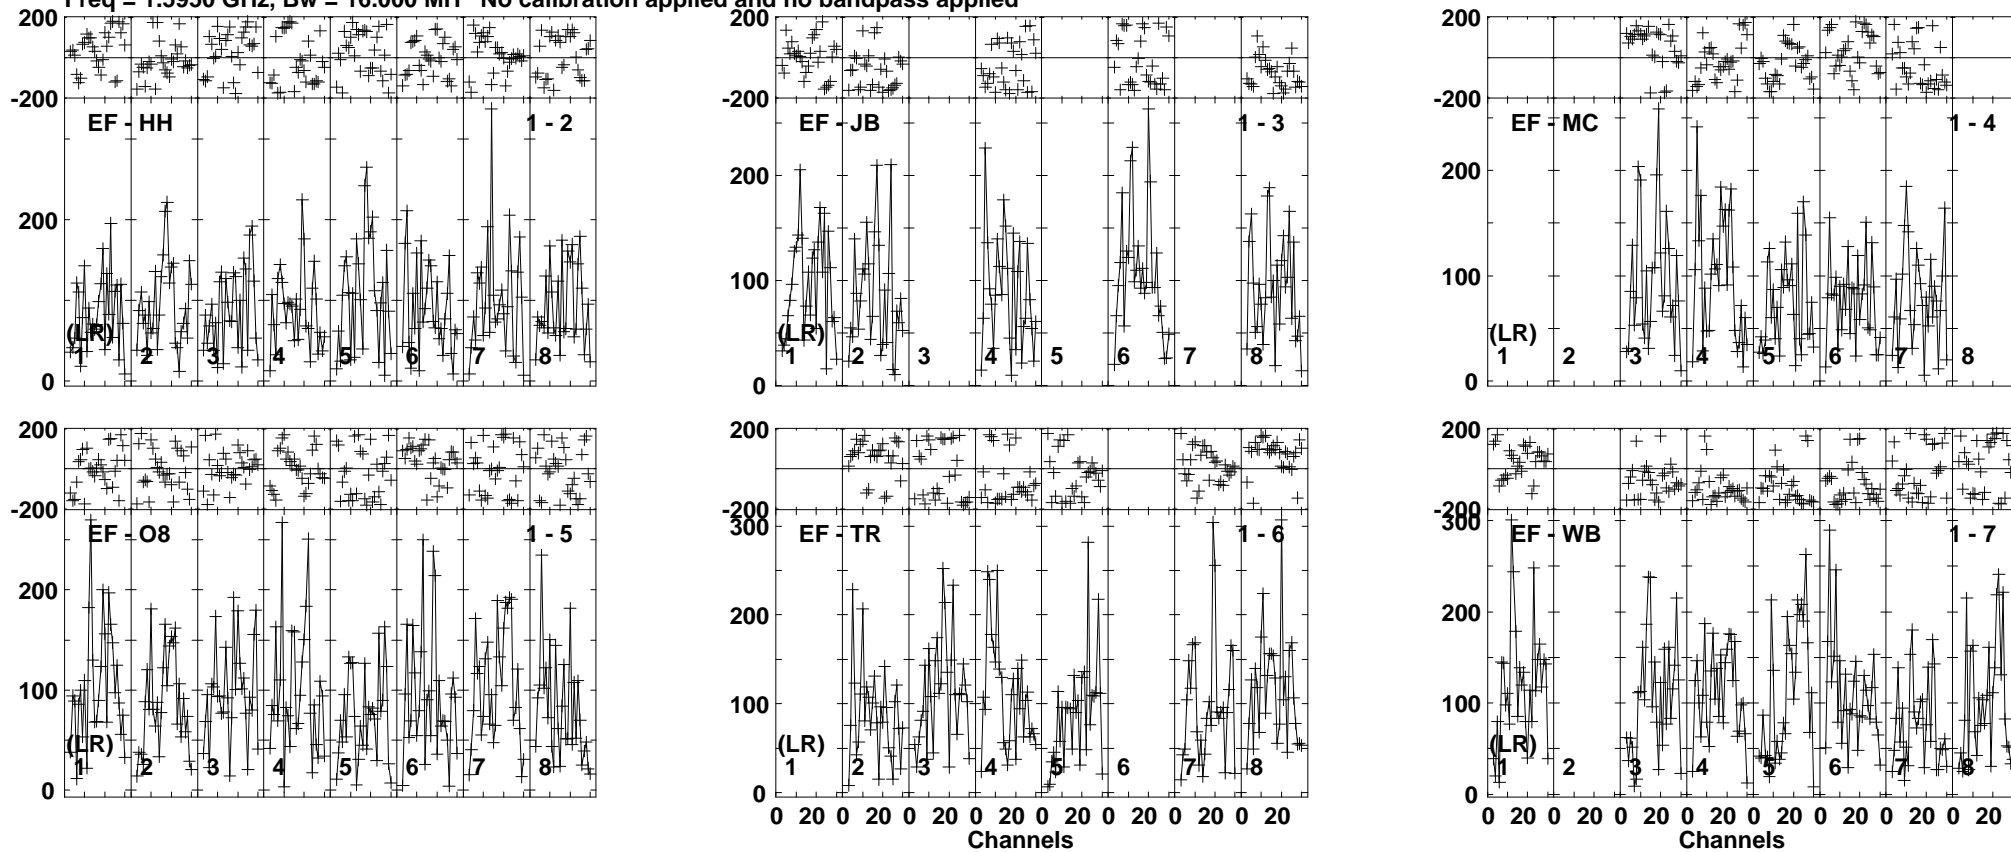 Freq = 1.5950 GHz, Bw = 16.000 MH No calibration applied and no bandpass applied
200 200 200
-200 -200 -200
EF - HH 1 - 2 EF - JB 1 - 3 EF - MC 1 - 4
200 200 200
100 100
(LR) (LR) (LR)
1 2 3 4 5 6 7 8 1 2 3 4 5 6 7 8 1 2 3 4 5 6 7 8
0 0 0
200 200 200
-200 -200 -200
300 300
EF - O8 1 - 5 EF - TR 1 - 6 EF - WB 1 - 7
200 200 200
100 100 100
(LR) (LR) (LR)
1 2 3 4 5 6 7 8 1 2 3 4 5 6 7 8 1 2 3 4 5 6 7 8
0 0 0
0 20 0 20 0 20 0 20 0 20 0 20 0 20 0 20 0 20 0 20 0 20 0 20 0 20 0 20 0 20 0 20
Channels Channels